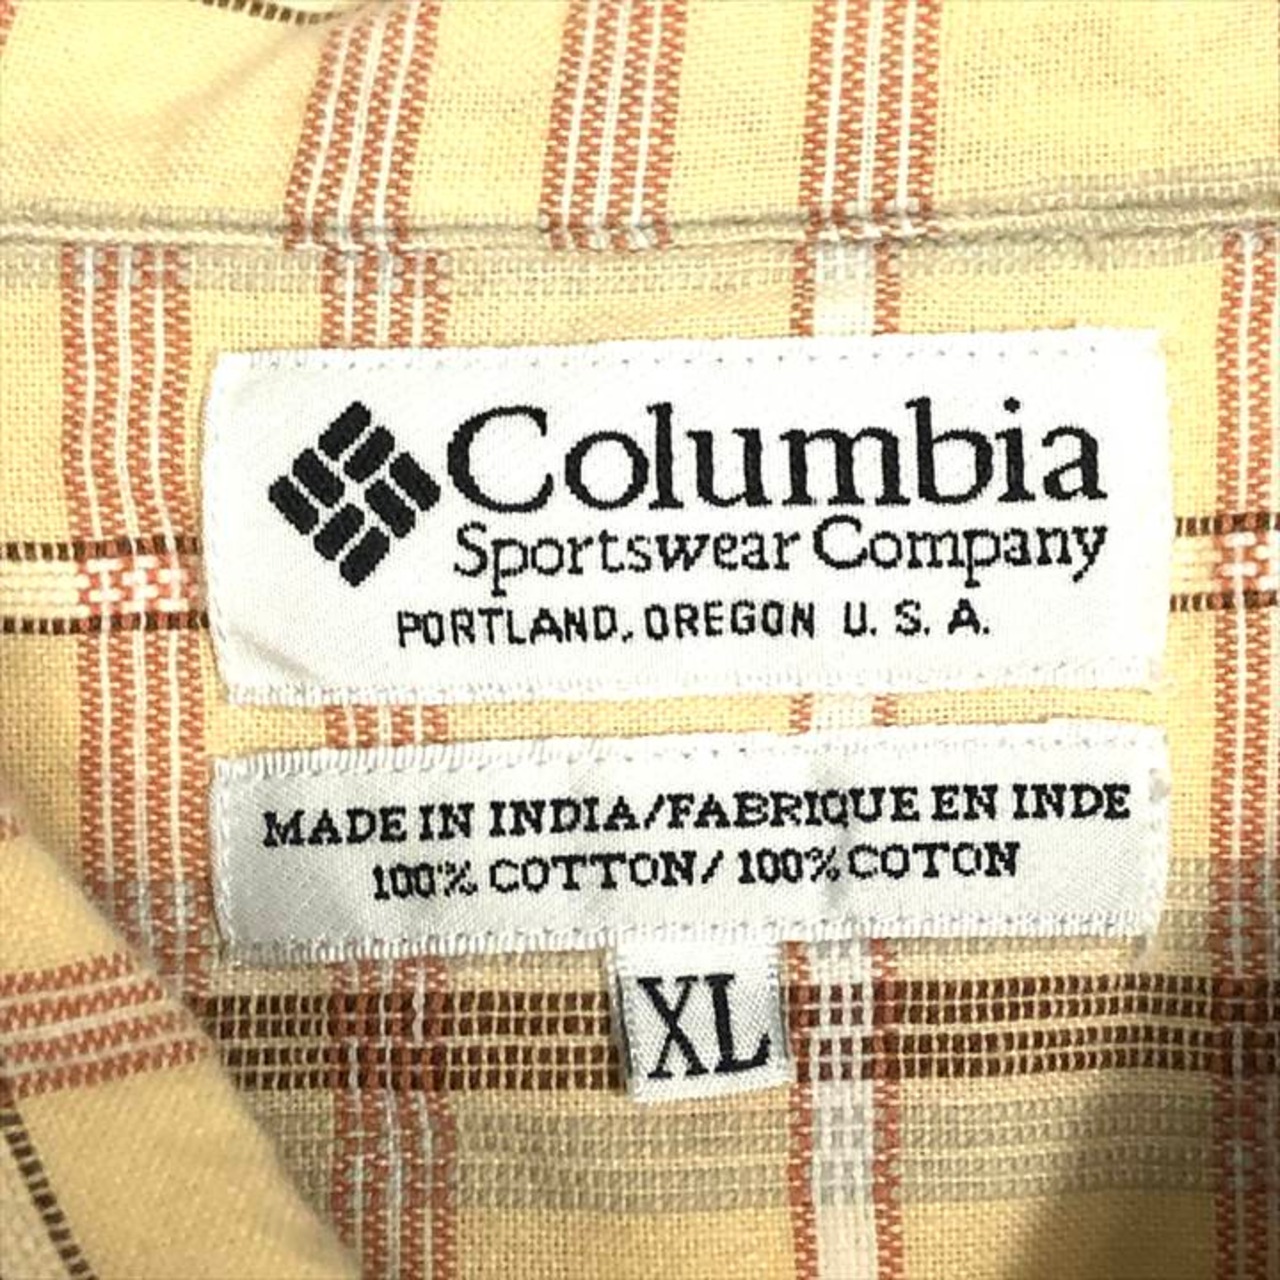 Columbia
Sportswear Company
PORTLAND, OREGON U. S. A.
MADE IN INDIA/FABRIQUE EN INDE
100% COTTON/ 100% COTON
XL